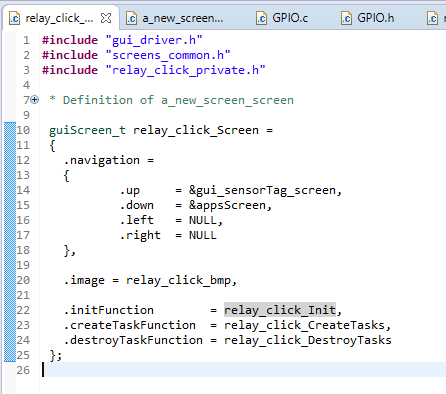 relay_click_...
a_new_screen...
GPIO.c
GPIO.h
1 #include "gui_driver.h"
2 #include "screens_common.h"
3 #include "relay_click_private.h"
4
7 * Definition of a_new_screen_screen
9
10 guiScreen_t relay_click_Screen =
11 {
12 .navigation =
13 {
14 .up = &gui_sensorTag_screen,
15 .down = &appsScreen,
16 .left = NULL,
17 .right = NULL
18 },
19
20 .image = relay_click_bmp,
21
22 .initFunction = relay_click_Init,
23 .createTaskFunction = relay_click_CreateTasks,
24 .destroyTaskFunction = relay_click_DestroyTasks
25 };
26